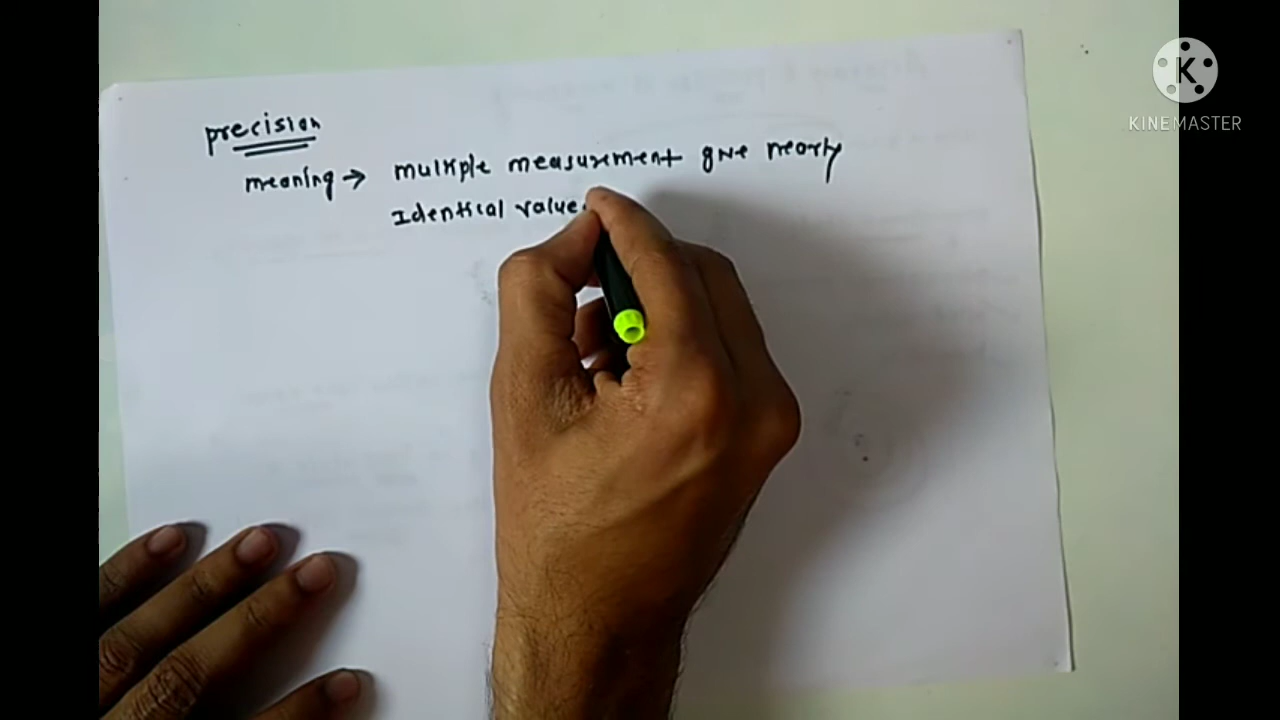 precision
meaning → multiple measurement give nearly
Identical value
KINEMASTER